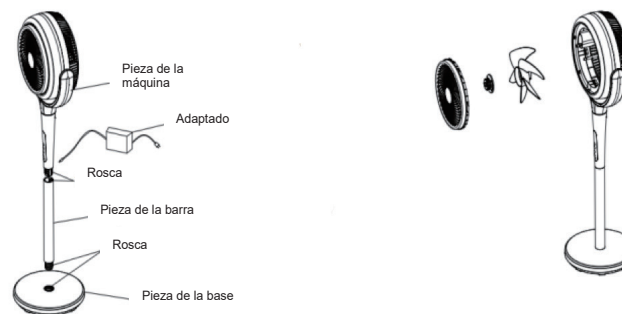 Pieza de la
máquina
Adaptado
Rosca
Pieza de la barra
Rosca
Pieza de la base